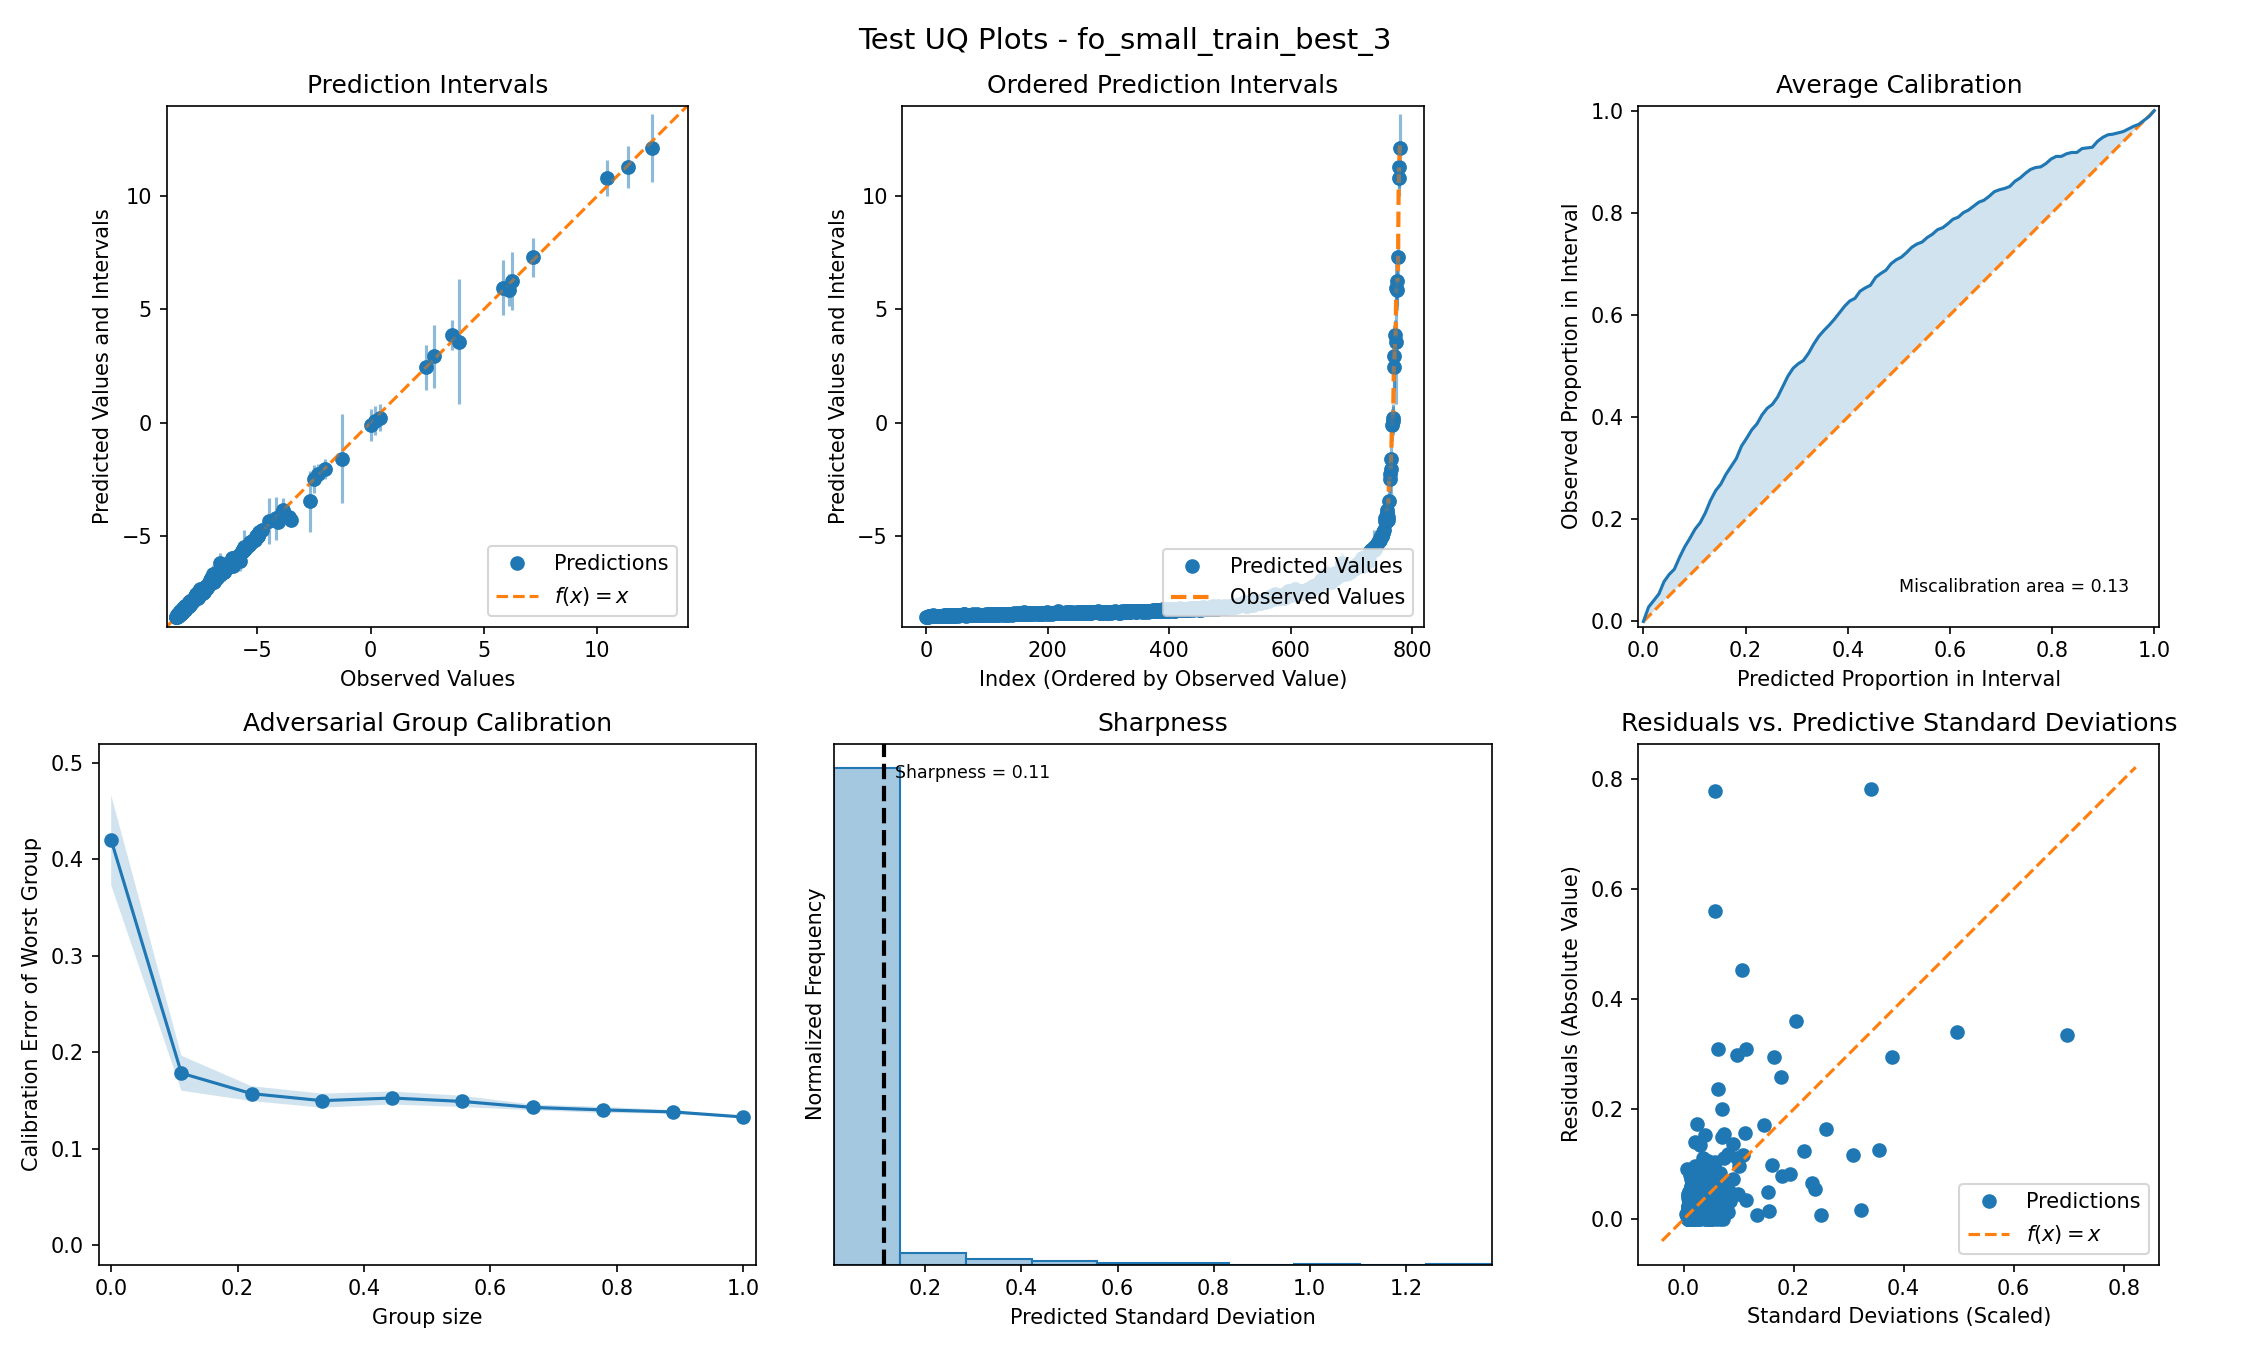 Test UQ Plots - fo_small_train_best_3
Prediction Intervals
Predicted Values and Intervals
10
5
0
−5
−5
0
5
10
Observed Values
Predictions
f(x) = x
Ordered Prediction Intervals
Predicted Values and Intervals
10
5
0
−5
0
200
400
600
800
Index (Ordered by Observed Value)
Predicted Values
Observed Values
Average Calibration
Observed Proportion in Interval
1.0
0.8
0.6
0.4
0.2
0.0
0.0
0.2
0.4
0.6
0.8
1.0
Predicted Proportion in Interval
Miscalibration area = 0.13
Adversarial Group Calibration
Calibration Error of Worst Group
0.5
0.4
0.3
0.2
0.1
0.0
0.0
0.2
0.4
0.6
0.8
1.0
Group size
Sharpness
Normalized Frequency
Sharpness = 0.11
0.2
0.4
0.6
0.8
1.0
1.2
Predicted Standard Deviation
Residuals vs. Predictive Standard Deviations
Residuals (Absolute Value)
0.8
0.6
0.4
0.2
0.0
0.0
0.2
0.4
0.6
0.8
Standard Deviations (Scaled)
Predictions
f(x) = x